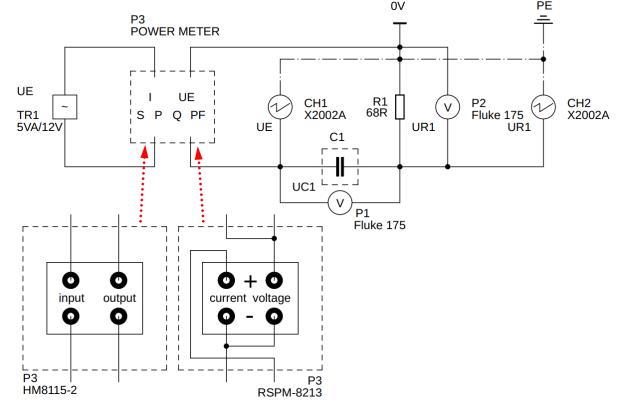 0V
PE
P3
POWER METER
UE
TR1
5VA/12V
~
I UE
S P Q PF
CH1
X2002A
UE
R1
68R
V
P2
Fluke 175
UR1
CH2
X2002A
UR1
C1
UC1
V
P1
Fluke 175
input output
P3
HM8115-2
+
current voltage
-
P3
RSPM-8213